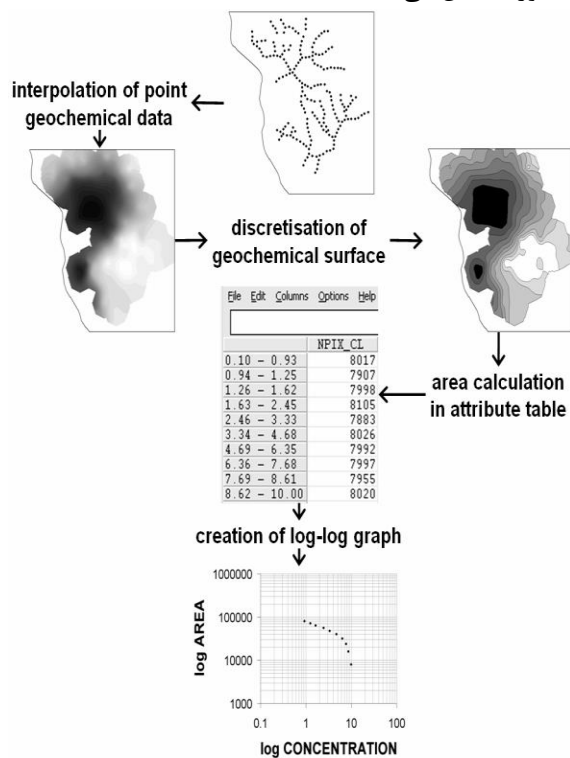 interpolation of point
geochemical data
discretisation of
geochemical surface
File Edit Columns Options Help
NPIX_CL
0.10 - 0.93 8017
0.94 - 1.25 7907
1.26 - 1.62 7998
1.63 - 2.45 8105
2.46 - 3.33 7883
3.34 - 4.68 8026
4.69 - 6.35 7992
6.36 - 7.68 7997
7.69 - 8.61 7955
8.62 - 10.00 8020
area calculation
in attribute table
creation of log-log graph
log AREA
1000000
100000
10000
1000
0.1 1 10 100
log CONCENTRATION